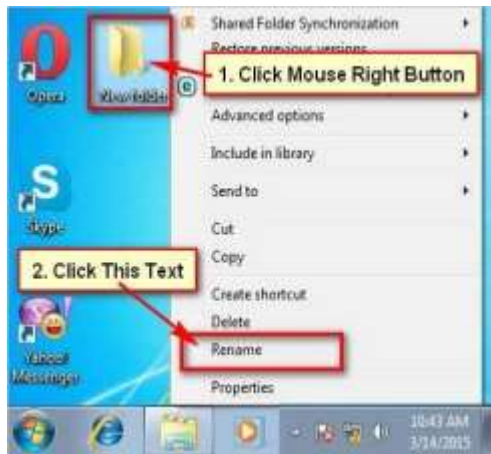 Shared Folder Synchronization
Restore previous versions
1. Click Mouse Right Button
Opera
New folder
Advanced options
Include in library
Send to
Skype
Cut
Copy
2. Click This Text
Create shortcut
Delete
Rename
Yahoo!
Messenger
Properties
10:43 AM
3/14/2015